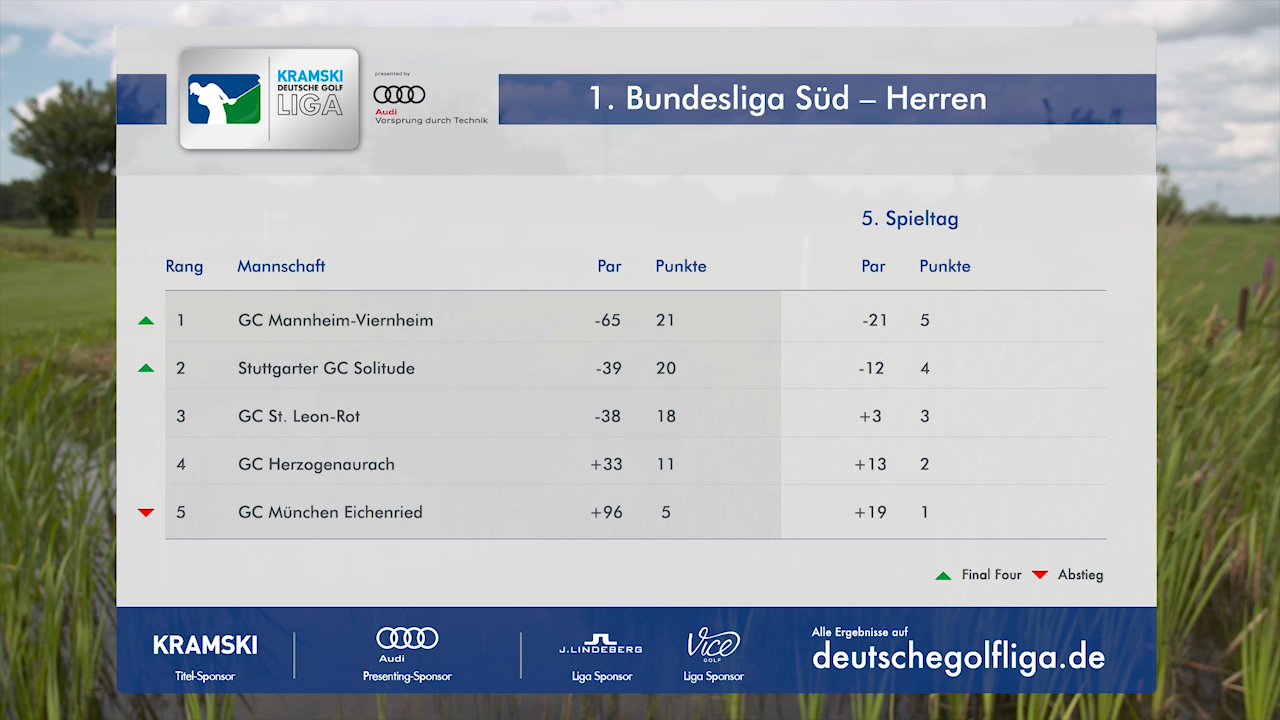 KRAMSKI
DEUTSCHE GOLF
LIGA
presented by
Audi
Vorsprung durch Technik
1. Bundesliga Süd – Herren
5. Spieltag
Rang Mannschaft Par Punkte Par Punkte
1 GC Mannheim-Viernheim -65 21 -21 5
2 Stuttgarter GC Solitude -39 20 -12 4
3 GC St. Leon-Rot -38 18 +3 3
4 GC Herzogenaurach +33 11 +13 2
5 GC München Eichenried +96 5 +19 1
Final Four Abstieg
KRAMSKI
Titel-Sponsor
Audi
Presenting-Sponsor
J.LINDEBERG
Liga Sponsor
Vice
GOLF
Liga Sponsor
Alle Ergebnisse auf
deutschegolfliga.de